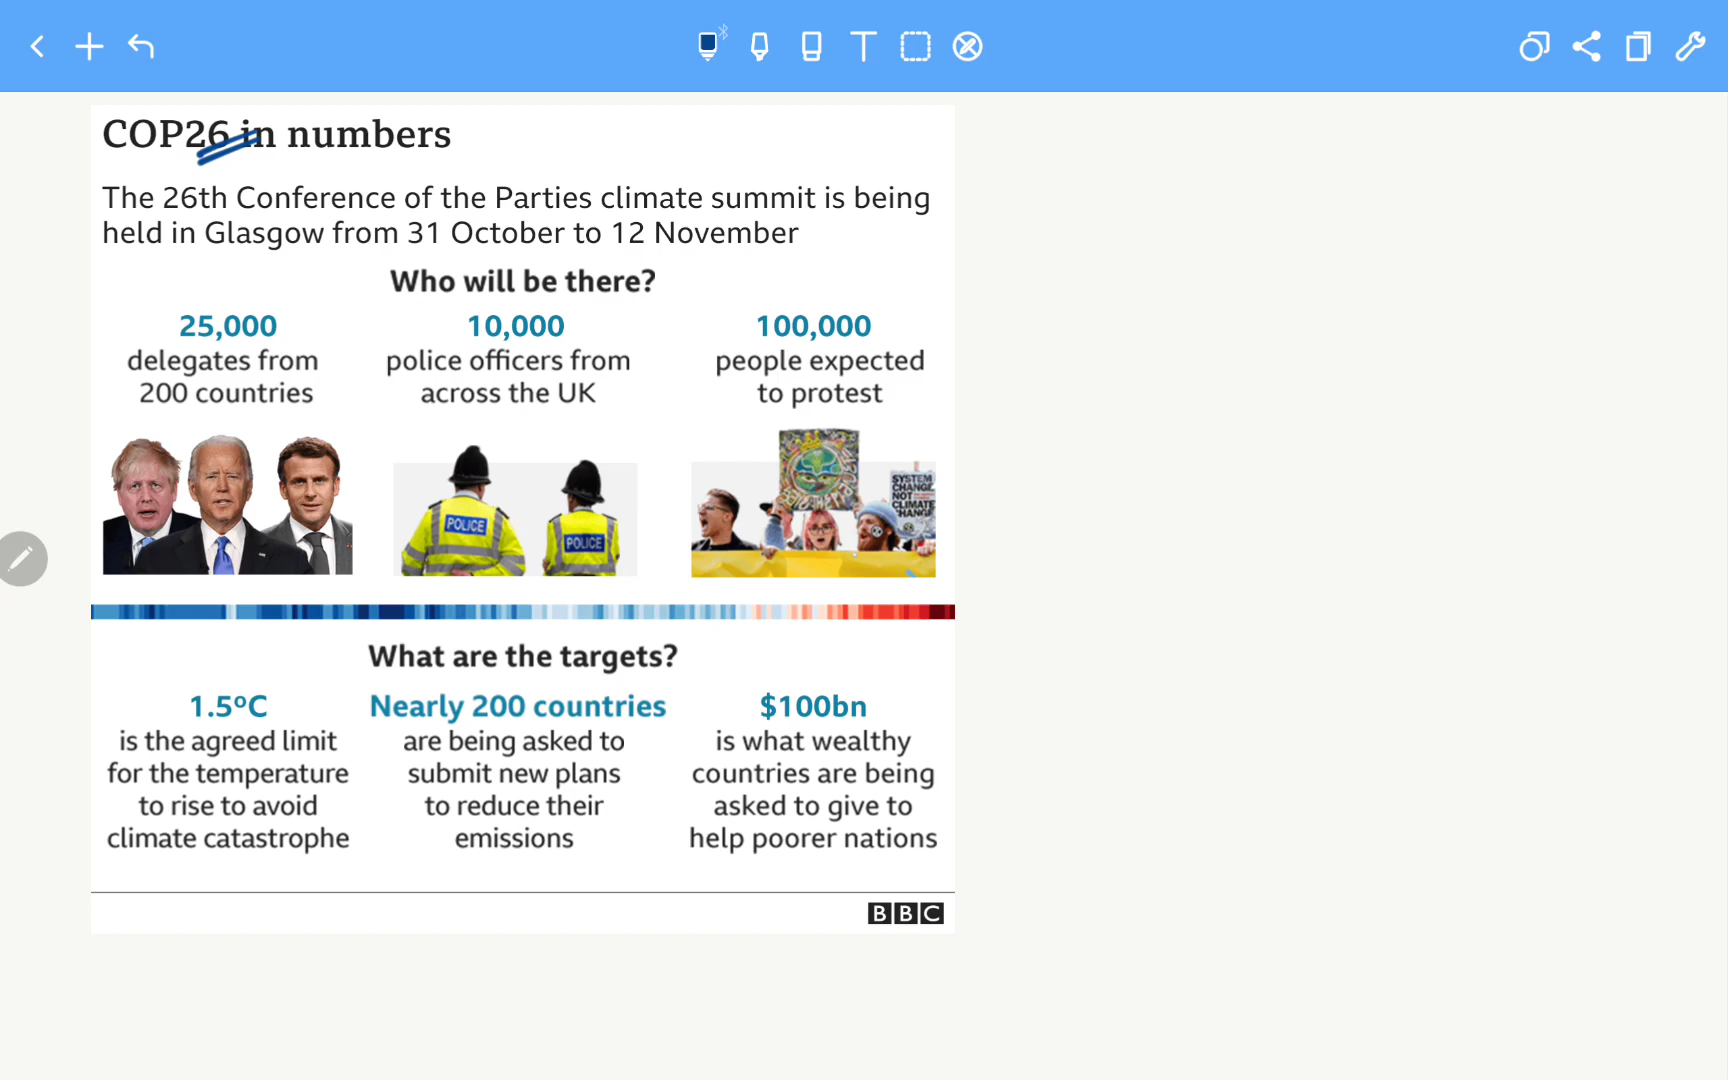 COP26 in numbers
The 26th Conference of the Parties climate summit is being
held in Glasgow from 31 October to 12 November
Who will be there?
25,000
delegates from
200 countries
10,000
police officers from
across the UK
100,000
people expected
to protest
POLICE
POLICE
SYSTEM
CHANGE
NOT
CLIMATE
CHANGE
What are the targets?
1.5°C
is the agreed limit
for the temperature
to rise to avoid
climate catastrophe
Nearly 200 countries
are being asked to
submit new plans
to reduce their
emissions
$100bn
is what wealthy
countries are being
asked to give to
help poorer nations
BBC